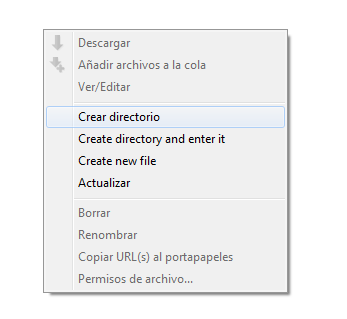 Descargar
Añadir archivos a la cola
Ver/Editar
Crear directorio
Create directory and enter it
Create new file
Actualizar
Borrar
Renombrar
Copiar URL(s) al portapapeles
Permisos de archivo...